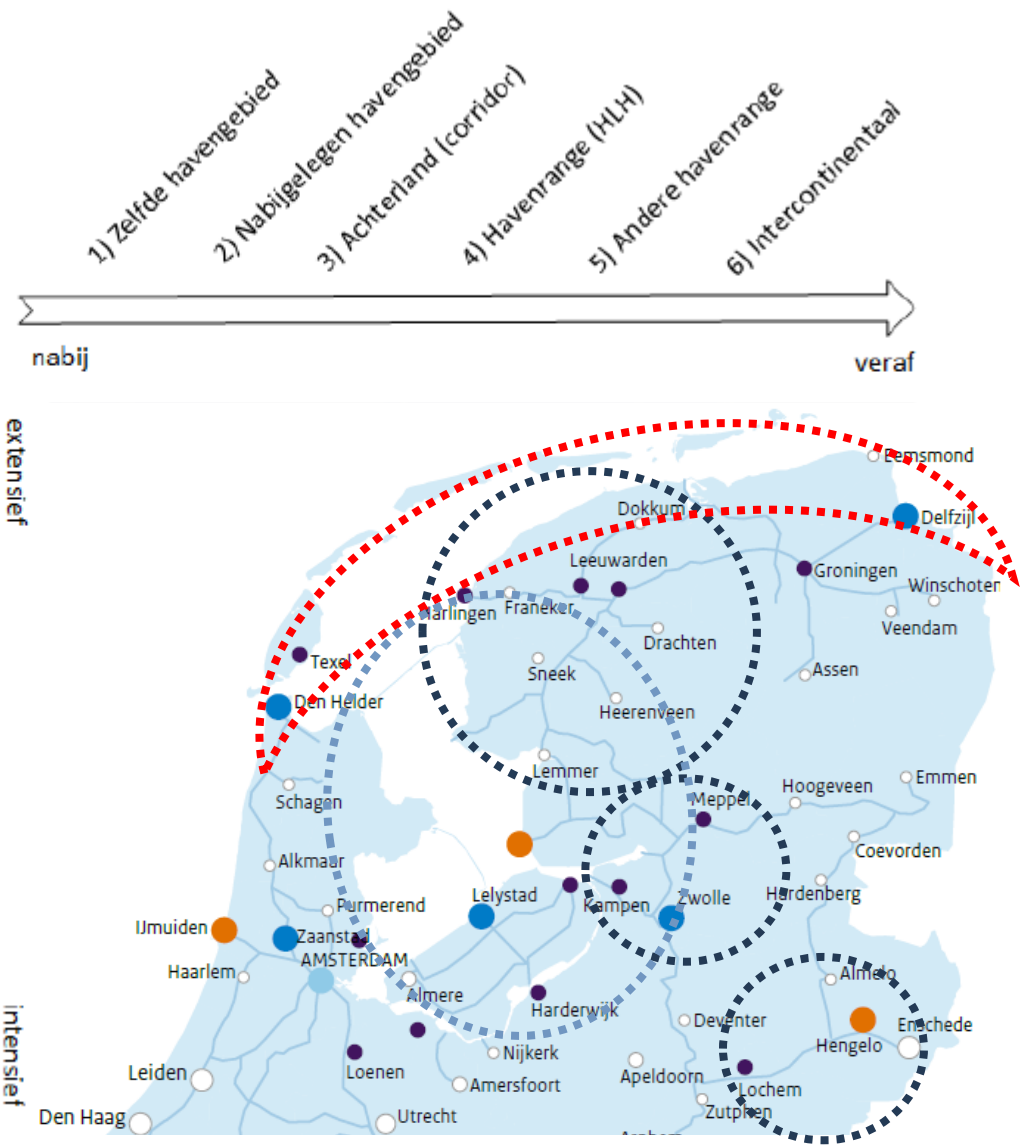 1) Zelfde havengebied
2) Nabijgelegen havengebied
3) Achterland (corridor)
4) Havenrange (HLH)
5) Andere havenrange
6) Intercontinentaal
nabij
veraf
extensief
Eemsmond
Dokkum
Delfzijl
Leeuwarden
Groningen
Winschoten
Harlingen
Franeker
Veendam
Drachten
Texel
Sneek
Assen
Den Helder
Heerenveen
Lemmer
Emmen
Hoogeveen
Schagen
Meppel
Coevorden
Alkmaar
Hardenberg
Lelystad
Kampen
Zwolle
Purmerend
IJmuiden
Zaanstad
AMSTERDAM
Haarlem
Almelo
Almere
Harderwijk
Deventer
Enschede
Hengelo
intensief
Nijkerk
Loenen
Leiden
Apeldoorn
Amersfoort
Lochem
Zutphen
Den Haag
Utrecht